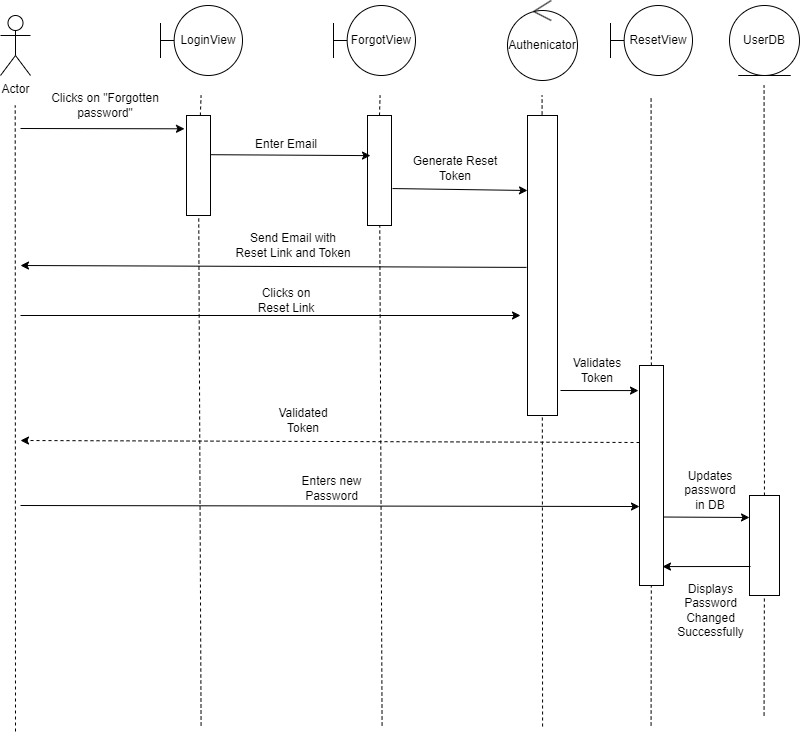 LoginView
ForgotView
Authenicator
ResetView
UserDB
Actor
Clicks on "Forgotten
password"
Enter Email
Generate Reset
Token
Send Email with
Reset Link and Token
Clicks on
Reset Link
Validates
Token
Validated
Token
Enters new
Password
Updates
password
in DB
Displays
Password
Changed
Successfully